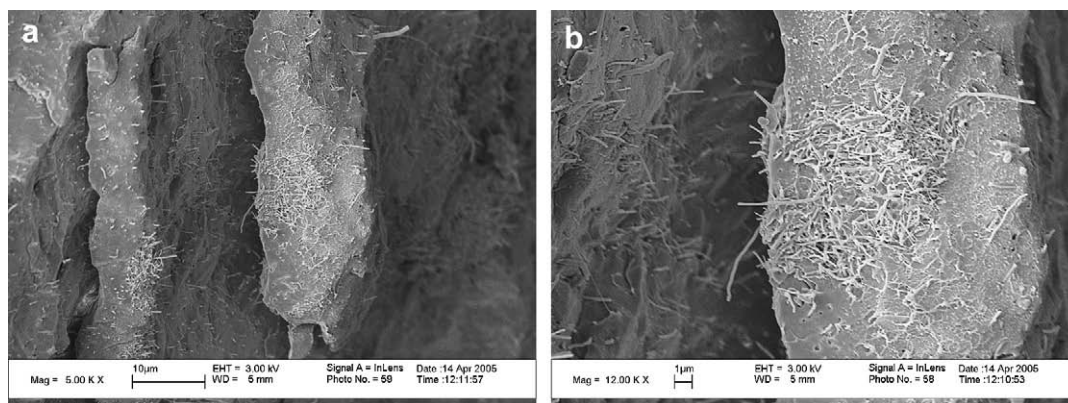 a
Mag = 5.00 K X
10µm
EHT = 3.00 kV
WD = 5 mm
Signal A = InLens
Photo No. = 59
Date :14 Apr 2005
Time :12:11:57
b
Mag = 12.00 K X
1µm
EHT = 3.00 kV
WD = 5 mm
Signal A = InLens
Photo No. = 58
Date :14 Apr 2005
Time :12:10:53